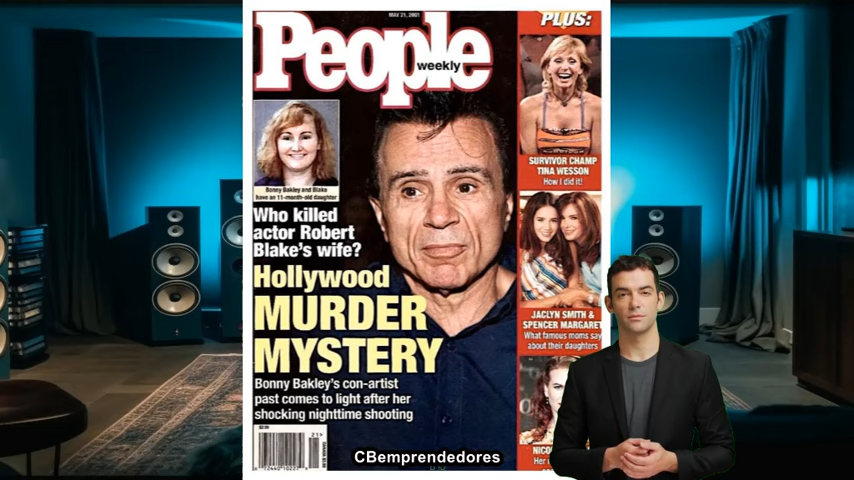 MAY 21, 2001
People
weekly
PLUS:
Bonny Bakley and Blake
have an 11-month-old daughter
Who killed
actor Robert
Blake's wife?
Hollywood
MURDER
MYSTERY
Bonny Bakley's con-artist
past comes to light after her
shocking nighttime shooting
SURVIVOR CHAMP
TINA WESSON
How I did it!
JACLYN SMITH &
SPENCER MARGARET
What famous moms say
about their daughters
NICO
Her
CBemprendedores